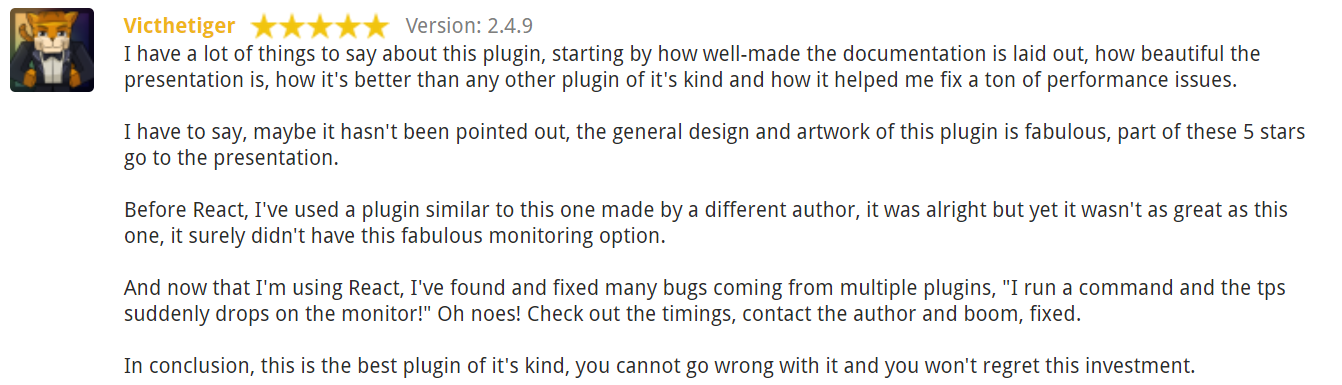 Victhetiger Version: 2.4.9
I have a lot of things to say about this plugin, starting by how well-made the documentation is laid out, how beautiful the
presentation is, how it's better than any other plugin of it's kind and how it helped me fix a ton of performance issues.
I have to say, maybe it hasn't been pointed out, the general design and artwork of this plugin is fabulous, part of these 5 stars
go to the presentation.
Before React, I've used a plugin similar to this one made by a different author, it was alright but yet it wasn't as great as this
one, it surely didn't have this fabulous monitoring option.
And now that I'm using React, I've found and fixed many bugs coming from multiple plugins, "I run a command and the tps
suddenly drops on the monitor!" Oh noes! Check out the timings, contact the author and boom, fixed.
In conclusion, this is the best plugin of it's kind, you cannot go wrong with it and you won't regret this investment.